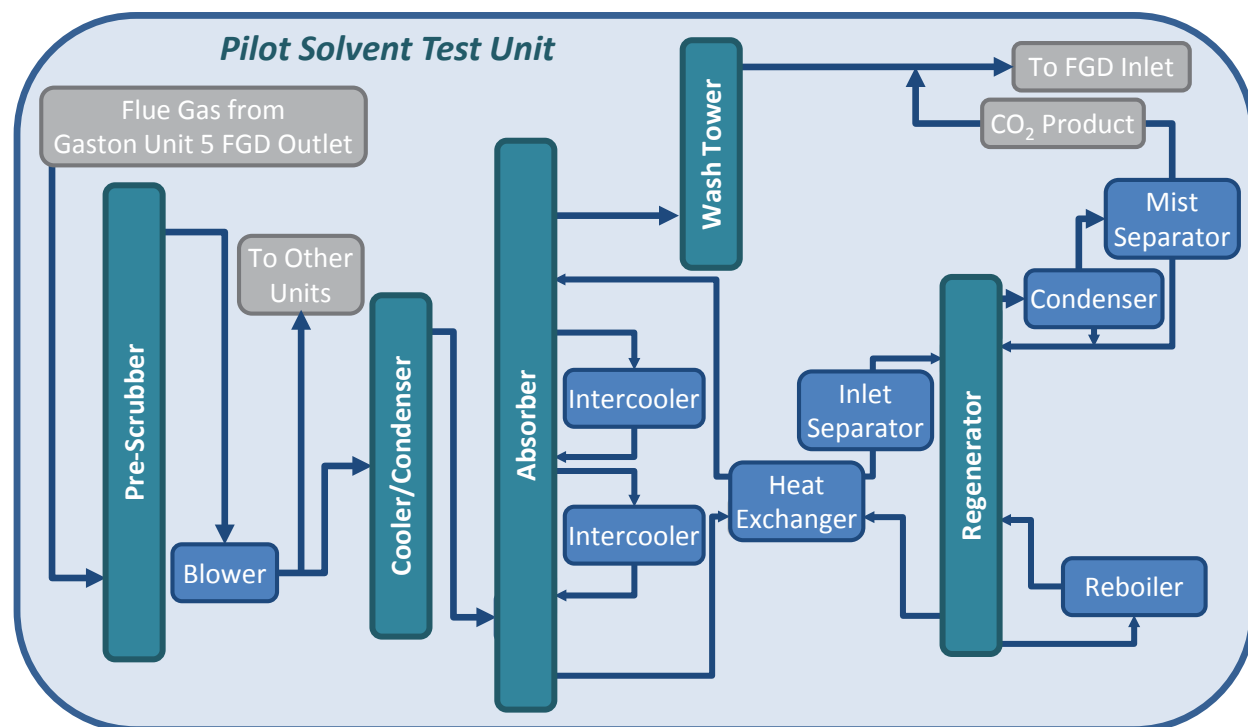 Pilot Solvent Test Unit
Flue Gas from
Gaston Unit 5 FGD Outlet
Pre-Scrubber
To Other
Units
Blower
Cooler/Condenser
Absorber
Intercooler
Intercooler
Wash Tower
To FGD Inlet
CO₂ Product
Mist
Separator
Condenser
Inlet
Separator
Heat
Exchanger
Regenerator
Reboiler